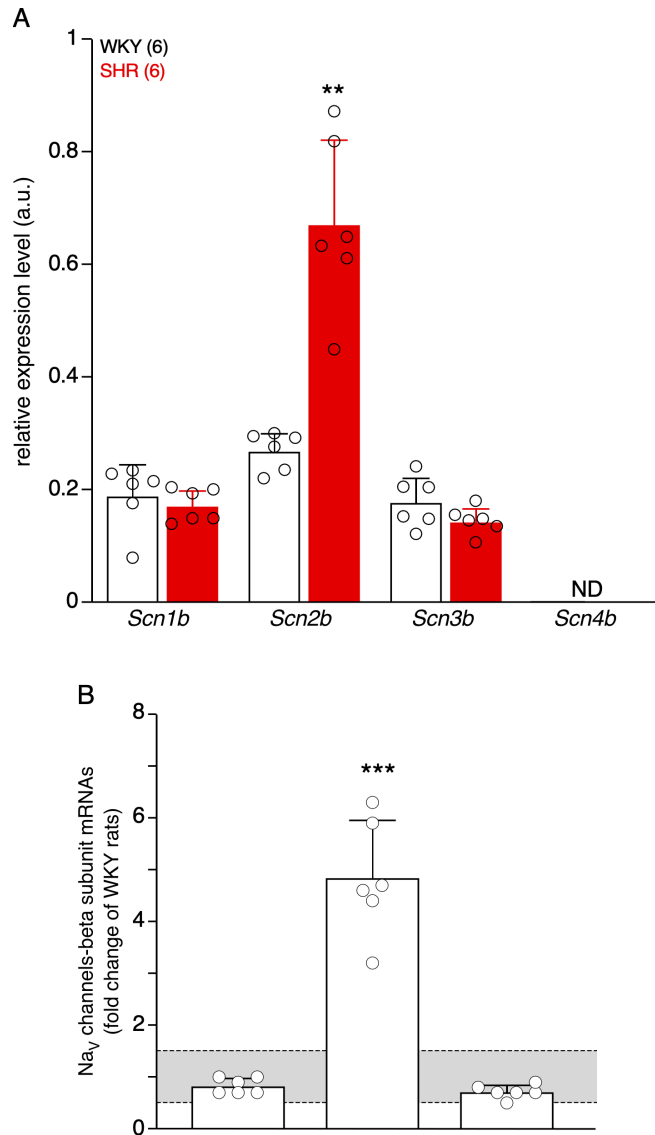 A
1
WKY (6)
SHR (6)
**
0.8
0.6
0.4
0.2
0
relative expression level (a.u.)
ND
Scn1b
Scn2b
Scn3b
Scn4b
B
8
***
6
4
2
0
NaV channels-beta subunit mRNAs
(fold change of WKY rats)